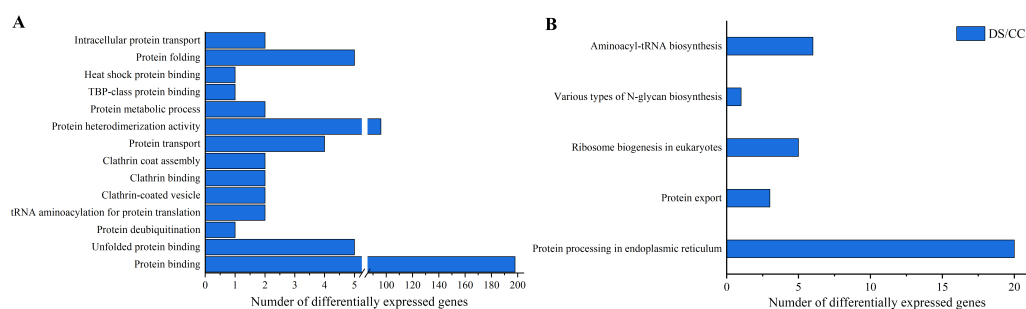 A
Intracellular protein transport
Protein folding
Heat shock protein binding
TBP-class protein binding
Protein metabolic process
Protein heterodimerization activity
Protein transport
Clathrin coat assembly
Clathrin binding
Clathrin-coated vesicle
tRNA aminoacylation for protein translation
Protein deubiquitination
Unfolded protein binding
Protein binding
0 1 2 3 4 5 100 120 140 160 180 200
Numder of differentially expressed genes
B
DS/CC
Aminoacyl-tRNA biosynthesis
Various types of N-glycan biosynthesis
Ribosome biogenesis in eukaryotes
Protein export
Protein processing in endoplasmic reticulum
0 5 10 15 20
Numder of differentially expressed genes